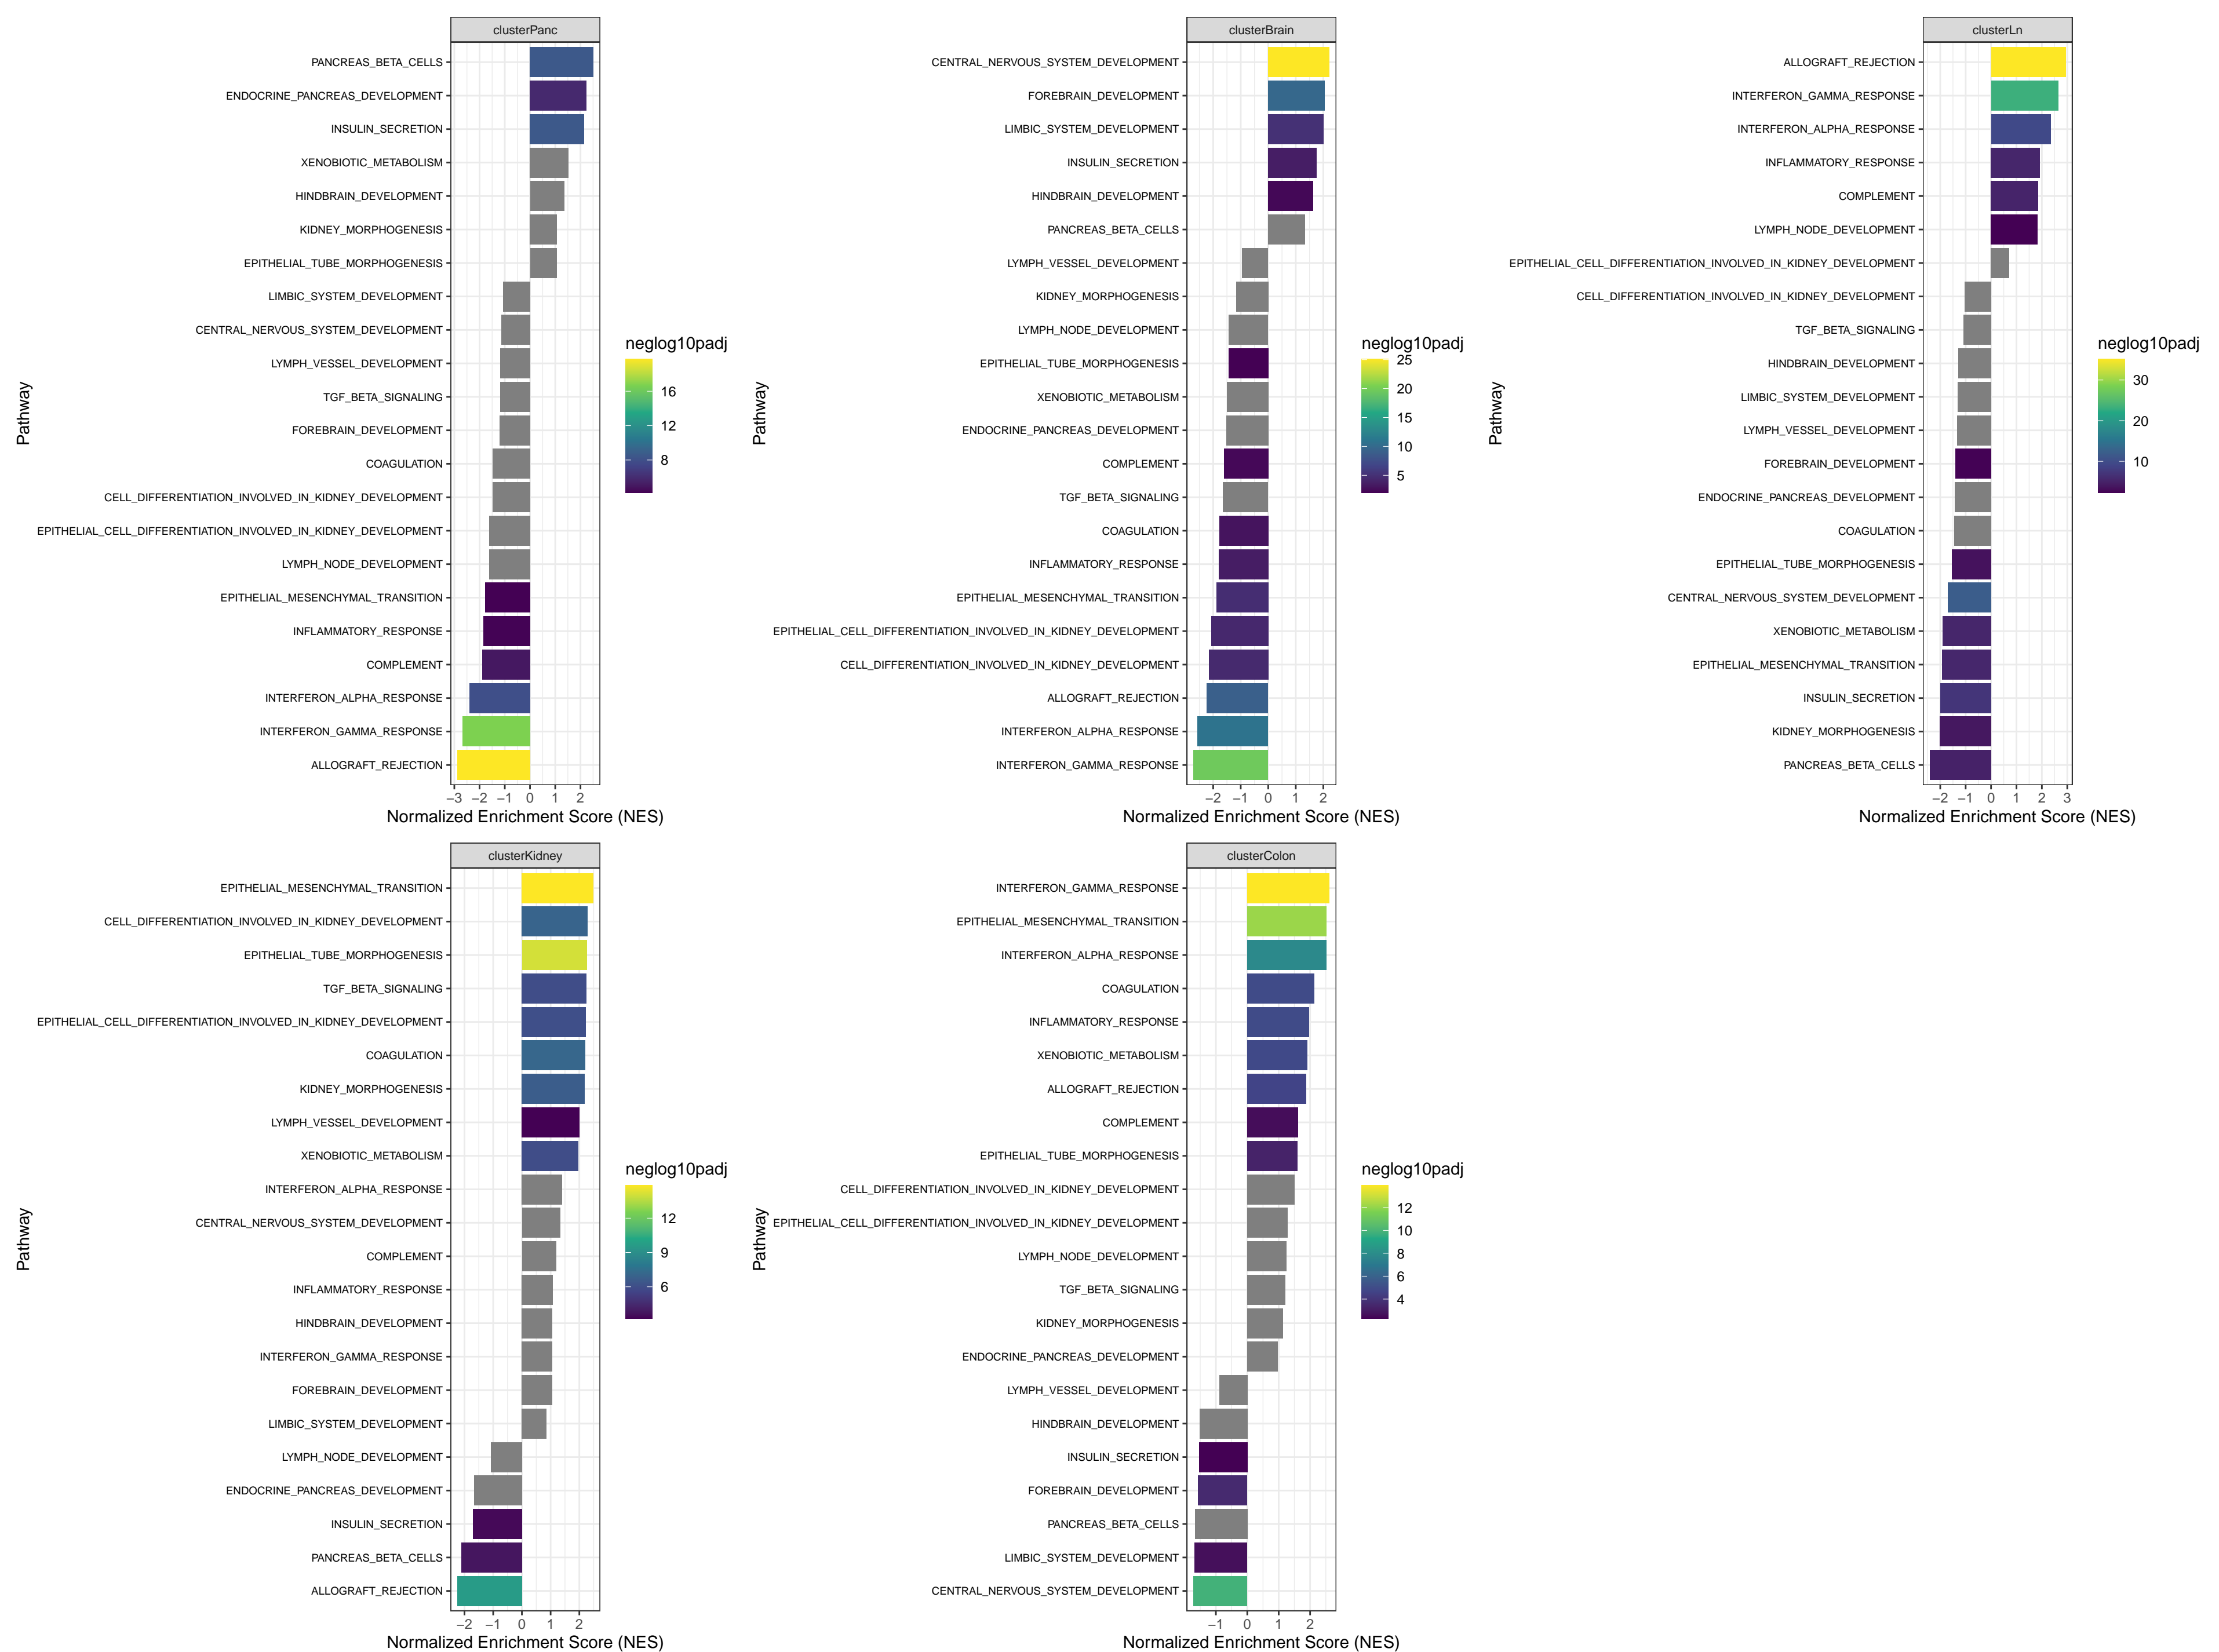 clusterPanc
Pathway
PANCREAS_BETA_CELLS
ENDOCRINE_PANCREAS_DEVELOPMENT
INSULIN_SECRETION
XENOBIOTIC_METABOLISM
HINDBRAIN_DEVELOPMENT
KIDNEY_MORPHOGENESIS
EPITHELIAL_TUBE_MORPHOGENESIS
LIMBIC_SYSTEM_DEVELOPMENT
CENTRAL_NERVOUS_SYSTEM_DEVELOPMENT
LYMPH_VESSEL_DEVELOPMENT
TGF_BETA_SIGNALING
FOREBRAIN_DEVELOPMENT
COAGULATION
CELL_DIFFERENTIATION_INVOLVED_IN_KIDNEY_DEVELOPMENT
EPITHELIAL_CELL_DIFFERENTIATION_INVOLVED_IN_KIDNEY_DEVELOPMENT
LYMPH_NODE_DEVELOPMENT
EPITHELIAL_MESENCHYMAL_TRANSITION
INFLAMMATORY_RESPONSE
COMPLEMENT
INTERFERON_ALPHA_RESPONSE
INTERFERON_GAMMA_RESPONSE
ALLOGRAFT_REJECTION
−3 −2 −1 0 1 2
Normalized Enrichment Score (NES)
neglog10padj
16
12
8
clusterBrain
Pathway
CENTRAL_NERVOUS_SYSTEM_DEVELOPMENT
FOREBRAIN_DEVELOPMENT
LIMBIC_SYSTEM_DEVELOPMENT
INSULIN_SECRETION
HINDBRAIN_DEVELOPMENT
PANCREAS_BETA_CELLS
LYMPH_VESSEL_DEVELOPMENT
KIDNEY_MORPHOGENESIS
LYMPH_NODE_DEVELOPMENT
EPITHELIAL_TUBE_MORPHOGENESIS
XENOBIOTIC_METABOLISM
ENDOCRINE_PANCREAS_DEVELOPMENT
COMPLEMENT
TGF_BETA_SIGNALING
COAGULATION
INFLAMMATORY_RESPONSE
EPITHELIAL_MESENCHYMAL_TRANSITION
EPITHELIAL_CELL_DIFFERENTIATION_INVOLVED_IN_KIDNEY_DEVELOPMENT
CELL_DIFFERENTIATION_INVOLVED_IN_KIDNEY_DEVELOPMENT
ALLOGRAFT_REJECTION
INTERFERON_ALPHA_RESPONSE
INTERFERON_GAMMA_RESPONSE
−2 −1 0 1 2
Normalized Enrichment Score (NES)
neglog10padj
25
20
15
10
5
clusterLn
Pathway
ALLOGRAFT_REJECTION
INTERFERON_GAMMA_RESPONSE
INTERFERON_ALPHA_RESPONSE
INFLAMMATORY_RESPONSE
COMPLEMENT
LYMPH_NODE_DEVELOPMENT
EPITHELIAL_CELL_DIFFERENTIATION_INVOLVED_IN_KIDNEY_DEVELOPMENT
CELL_DIFFERENTIATION_INVOLVED_IN_KIDNEY_DEVELOPMENT
TGF_BETA_SIGNALING
HINDBRAIN_DEVELOPMENT
LIMBIC_SYSTEM_DEVELOPMENT
LYMPH_VESSEL_DEVELOPMENT
FOREBRAIN_DEVELOPMENT
ENDOCRINE_PANCREAS_DEVELOPMENT
COAGULATION
EPITHELIAL_TUBE_MORPHOGENESIS
CENTRAL_NERVOUS_SYSTEM_DEVELOPMENT
XENOBIOTIC_METABOLISM
EPITHELIAL_MESENCHYMAL_TRANSITION
INSULIN_SECRETION
KIDNEY_MORPHOGENESIS
PANCREAS_BETA_CELLS
−2 −1 0 1 2 3
Normalized Enrichment Score (NES)
neglog10padj
30
20
10
clusterKidney
Pathway
EPITHELIAL_MESENCHYMAL_TRANSITION
CELL_DIFFERENTIATION_INVOLVED_IN_KIDNEY_DEVELOPMENT
EPITHELIAL_TUBE_MORPHOGENESIS
TGF_BETA_SIGNALING
EPITHELIAL_CELL_DIFFERENTIATION_INVOLVED_IN_KIDNEY_DEVELOPMENT
COAGULATION
KIDNEY_MORPHOGENESIS
LYMPH_VESSEL_DEVELOPMENT
XENOBIOTIC_METABOLISM
INTERFERON_ALPHA_RESPONSE
CENTRAL_NERVOUS_SYSTEM_DEVELOPMENT
COMPLEMENT
INFLAMMATORY_RESPONSE
HINDBRAIN_DEVELOPMENT
INTERFERON_GAMMA_RESPONSE
FOREBRAIN_DEVELOPMENT
LIMBIC_SYSTEM_DEVELOPMENT
LYMPH_NODE_DEVELOPMENT
ENDOCRINE_PANCREAS_DEVELOPMENT
INSULIN_SECRETION
PANCREAS_BETA_CELLS
ALLOGRAFT_REJECTION
−2 −1 0 1 2
Normalized Enrichment Score (NES)
neglog10padj
12
9
6
clusterColon
Pathway
INTERFERON_GAMMA_RESPONSE
EPITHELIAL_MESENCHYMAL_TRANSITION
INTERFERON_ALPHA_RESPONSE
COAGULATION
INFLAMMATORY_RESPONSE
XENOBIOTIC_METABOLISM
ALLOGRAFT_REJECTION
COMPLEMENT
EPITHELIAL_TUBE_MORPHOGENESIS
CELL_DIFFERENTIATION_INVOLVED_IN_KIDNEY_DEVELOPMENT
EPITHELIAL_CELL_DIFFERENTIATION_INVOLVED_IN_KIDNEY_DEVELOPMENT
LYMPH_NODE_DEVELOPMENT
TGF_BETA_SIGNALING
KIDNEY_MORPHOGENESIS
ENDOCRINE_PANCREAS_DEVELOPMENT
LYMPH_VESSEL_DEVELOPMENT
HINDBRAIN_DEVELOPMENT
INSULIN_SECRETION
FOREBRAIN_DEVELOPMENT
PANCREAS_BETA_CELLS
LIMBIC_SYSTEM_DEVELOPMENT
CENTRAL_NERVOUS_SYSTEM_DEVELOPMENT
−1 0 1 2
Normalized Enrichment Score (NES)
neglog10padj
12
10
8
6
4